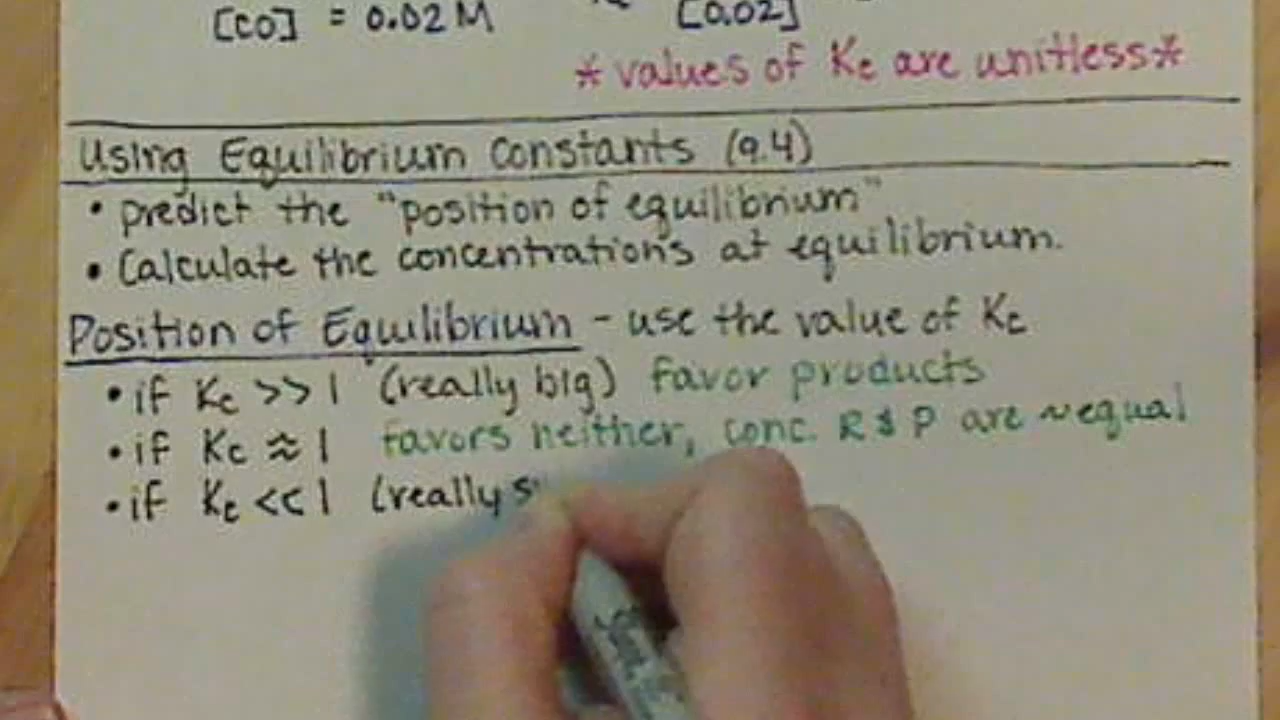 [CO] = 0.02 M [0.02]
*values of Kc are unitless*
Using Equilibrium Constants (9.4)
• predict the "position of equilibrium"
• Calculate the concentrations at equilibrium.
Position of Equilibrium - use the value of Kc
• if Kc >> 1 (really big) favor products
• if Kc ≈ 1 favors neither, conc. R & P are ~equal
• if Kc << 1 (really s